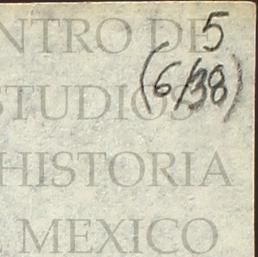 NTRO DE
5
(6/38)
STUDIOS
HISTORIA
MEXICO